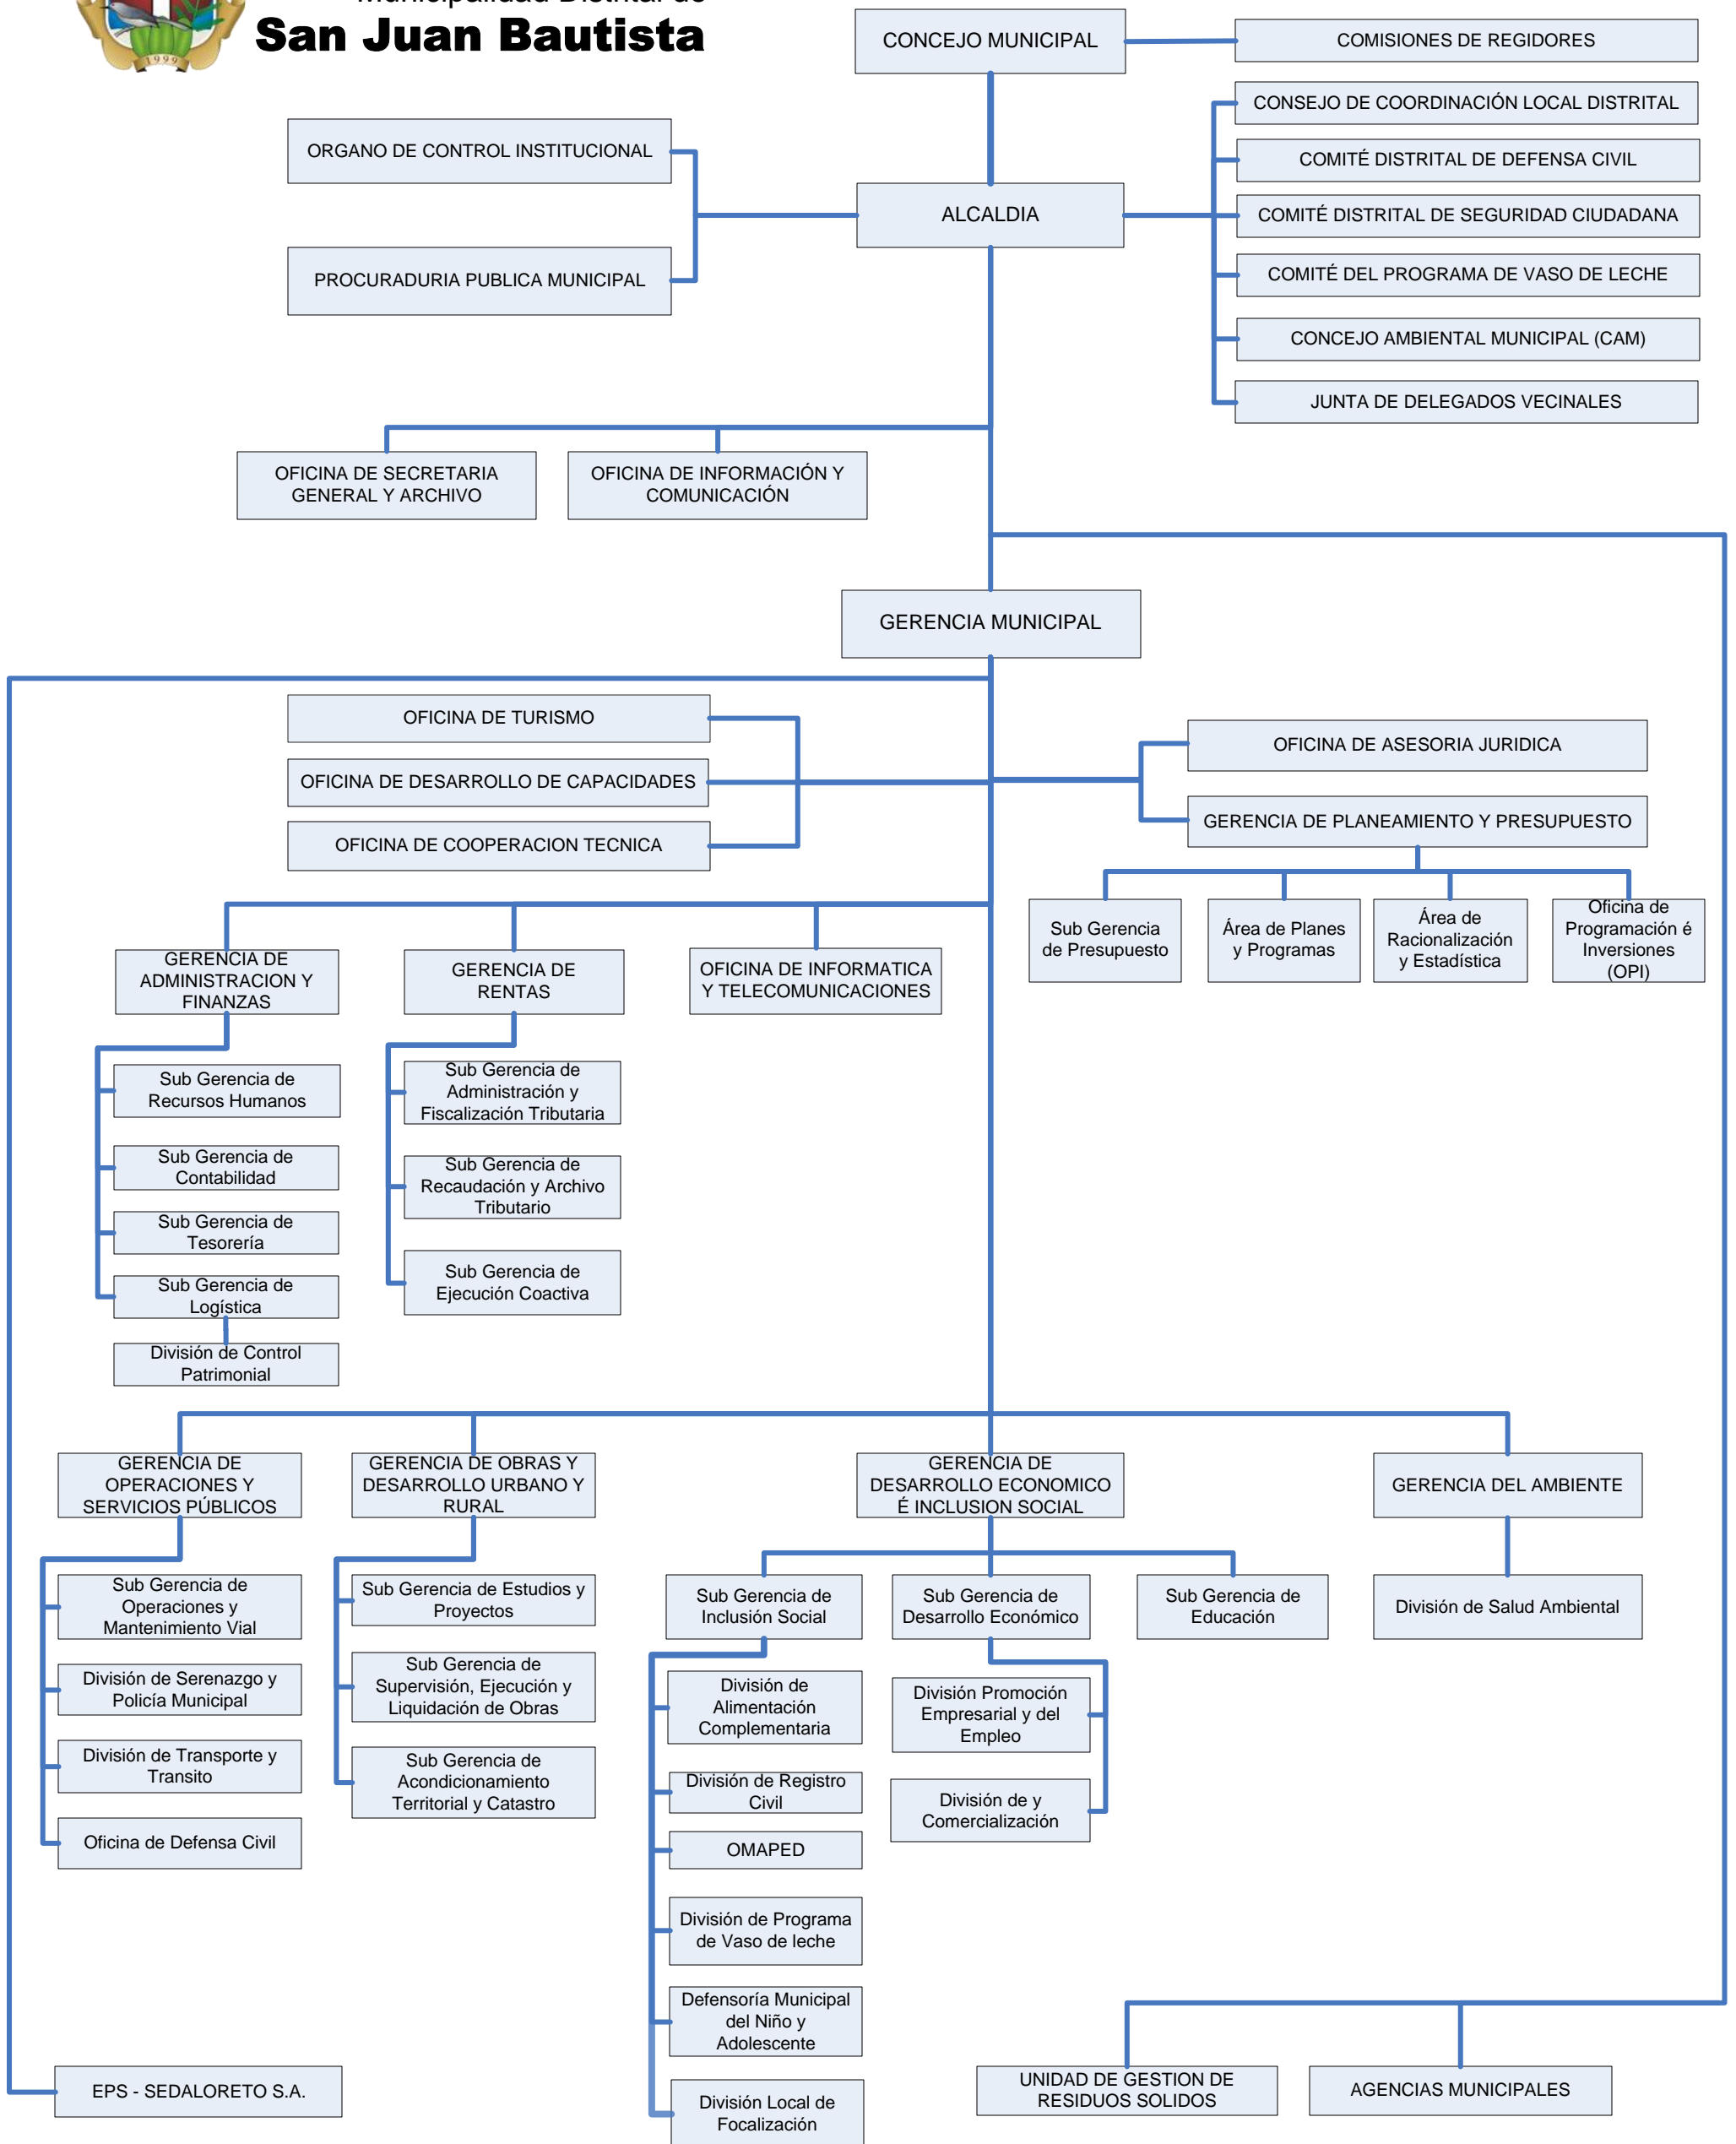 Municipalidad Distrital de
San Juan Bautista
1999
CONCEJO MUNICIPAL
COMISIONES DE REGIDORES
CONSEJO DE COORDINACIÓN LOCAL DISTRITAL
ORGANO DE CONTROL INSTITUCIONAL
COMITÉ DISTRITAL DE DEFENSA CIVIL
ALCALDIA
COMITÉ DISTRITAL DE SEGURIDAD CIUDADANA
PROCURADURIA PUBLICA MUNICIPAL
COMITÉ DEL PROGRAMA DE VASO DE LECHE
CONCEJO AMBIENTAL MUNICIPAL (CAM)
JUNTA DE DELEGADOS VECINALES
OFICINA DE SECRETARIA
GENERAL Y ARCHIVO
OFICINA DE INFORMACIÓN Y
COMUNICACIÓN
GERENCIA MUNICIPAL
OFICINA DE TURISMO
OFICINA DE DESARROLLO DE CAPACIDADES
OFICINA DE COOPERACION TECNICA
OFICINA DE ASESORIA JURIDICA
GERENCIA DE PLANEAMIENTO Y PRESUPUESTO
Sub Gerencia
de Presupuesto
Área de Planes
y Programas
Área de
Racionalización
y Estadística
Oficina de
Programación é
Inversiones
(OPI)
GERENCIA DE
ADMINISTRACION Y
FINANZAS
GERENCIA DE
RENTAS
OFICINA DE INFORMATICA
Y TELECOMUNICACIONES
Sub Gerencia de
Recursos Humanos
Sub Gerencia de
Contabilidad
Sub Gerencia de
Tesorería
Sub Gerencia de
Logística
División de Control
Patrimonial
Sub Gerencia de
Administración y
Fiscalización Tributaria
Sub Gerencia de
Recaudación y Archivo
Tributario
Sub Gerencia de
Ejecución Coactiva
GERENCIA DE
OPERACIONES Y
SERVICIOS PÚBLICOS
GERENCIA DE OBRAS Y
DESARROLLO URBANO Y
RURAL
GERENCIA DE
DESARROLLO ECONOMICO
É INCLUSION SOCIAL
GERENCIA DEL AMBIENTE
Sub Gerencia de
Operaciones y
Mantenimiento Vial
División de Serenazgo y
Policía Municipal
División de Transporte y
Transito
Oficina de Defensa Civil
Sub Gerencia de Estudios y
Proyectos
Sub Gerencia de
Supervisión, Ejecución y
Liquidación de Obras
Sub Gerencia de
Acondicionamiento
Territorial y Catastro
Sub Gerencia de
Inclusión Social
Sub Gerencia de
Desarrollo Económico
Sub Gerencia de
Educación
División de Salud Ambiental
División de
Alimentación
Complementaria
División de Registro
Civil
OMAPED
División de Programa
de Vaso de leche
Defensoría Municipal
del Niño y
Adolescente
División Local de
Focalización
División Promoción
Empresarial y del
Empleo
División de y
Comercialización
EPS - SEDALORETO S.A.
UNIDAD DE GESTION DE
RESIDUOS SOLIDOS
AGENCIAS MUNICIPALES